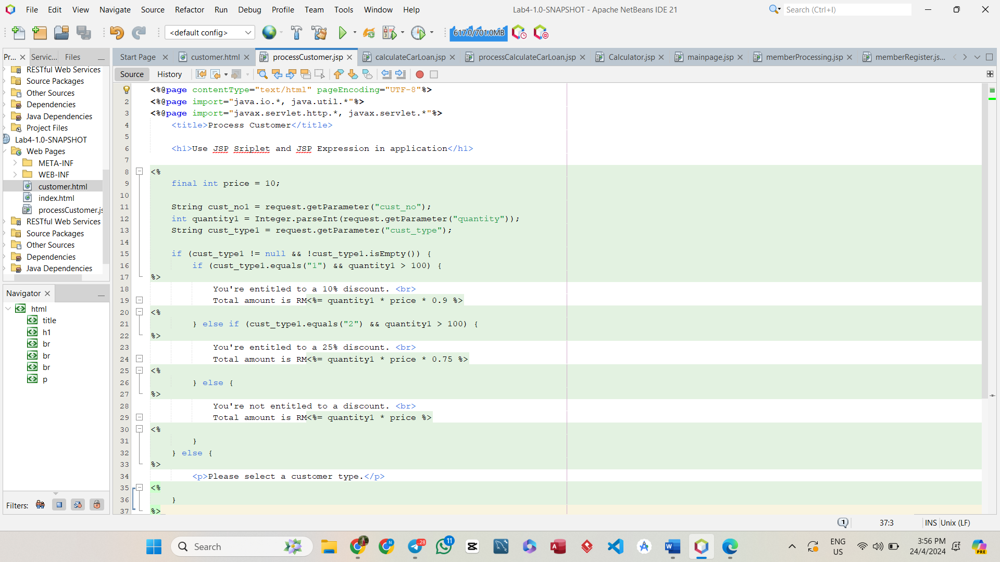 File Edit View Navigate Source Refactor Run Debug Profile Team Tools Window Help
Lab4-1.0-SNAPSHOT - Apache NetBeans IDE 21
Search (Ctrl+I)
<default config>
617.0/701.0MB
Pr... Servic... Files
Start Page customer.html processCustomer.jsp calculateCarLoan.jsp processCalculateCarLoan.jsp Calculator.jsp mainpage.jsp memberProcessing.jsp memberRegister.js...
Source History
RESTful Web Services
Source Packages
Other Sources
Dependencies
Java Dependencies
Project Files
Lab4-1.0-SNAPSHOT
Web Pages
META-INF
WEB-INF
customer.html
index.html
processCustomer.js
RESTful Web Services
Source Packages
Other Sources
Dependencies
Java Dependencies
Navigator
html
title
h1
br
br
br
p
Filters:
<%@page contentType="text/html" pageEncoding="UTF-8"%>
2 <%@page import="java.io.*, java.util.*"%>
3 <%@page import="javax.servlet.http.*, javax.servlet.*"%>
4 <title>Process Customer</title>
5
6 <h1>Use JSP Sriplet and JSP Expression in application</h1>
7
8 <%
9 final int price = 10;
10
11 String cust_no1 = request.getParameter("cust_no");
12 int quantity1 = Integer.parseInt(request.getParameter("quantity"));
13 String cust_type1 = request.getParameter("cust_type");
14
15 if (cust_type1 != null && !cust_type1.isEmpty()) {
16 if (cust_type1.equals("1") && quantity1 > 100) {
17 %>
18 You're entitled to a 10% discount. <br>
19 Total amount is RM<%= quantity1 * price * 0.9 %>
20 <%
21 } else if (cust_type1.equals("2") && quantity1 > 100) {
22 %>
23 You're entitled to a 25% discount. <br>
24 Total amount is RM<%= quantity1 * price * 0.75 %>
25 <%
26 } else {
27 %>
28 You're not entitled to a discount. <br>
29 Total amount is RM<%= quantity1 * price %>
30 <%
31 }
32 } else {
33 %>
34 <p>Please select a customer type.</p>
35 <%
36 }
37 %>
1 37:3 INS Unix (LF)
Search
28
11
ENG
US
3:56 PM
24/4/2024
PRE